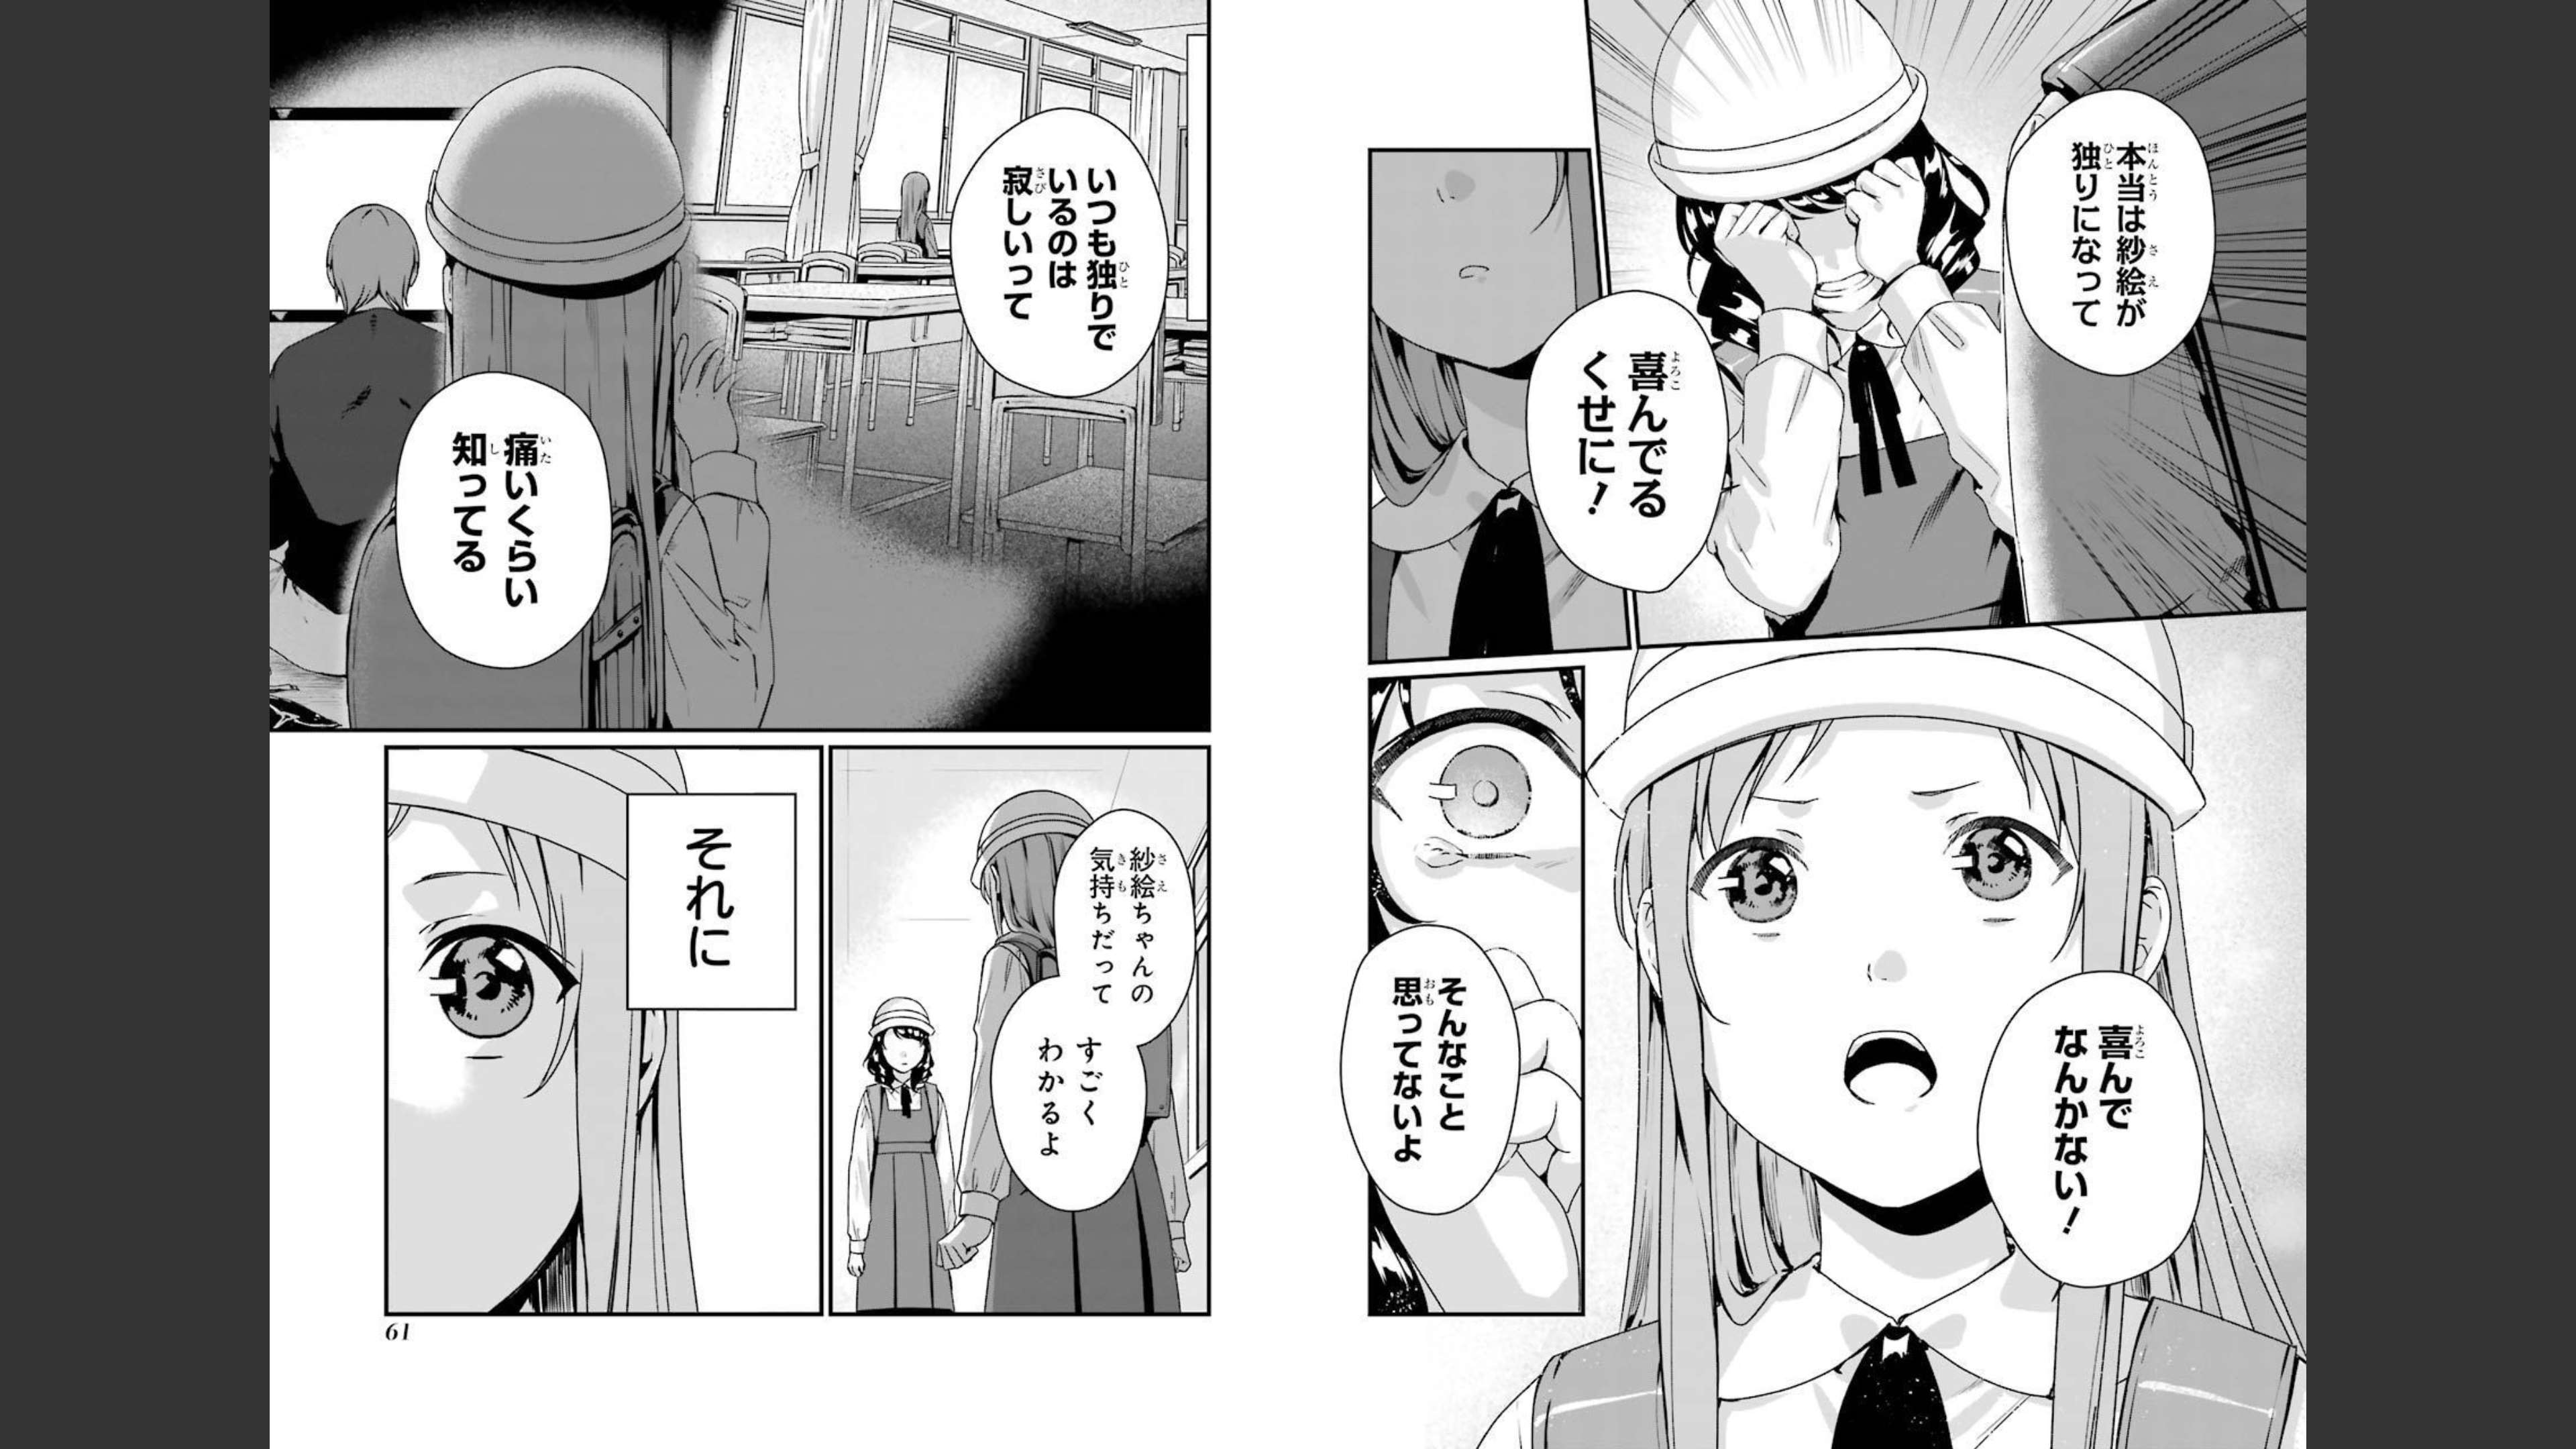 本当は紗絵が
独りになって
喜んでる
くせに!
喜んで
なんかない!
そんなこと
思ってないよ
いつも独りで
いるのは
寂しいって
痛いくらい
知ってる
紗絵ちゃんの
気持ちだって
すごく
わかるよ
それに
61